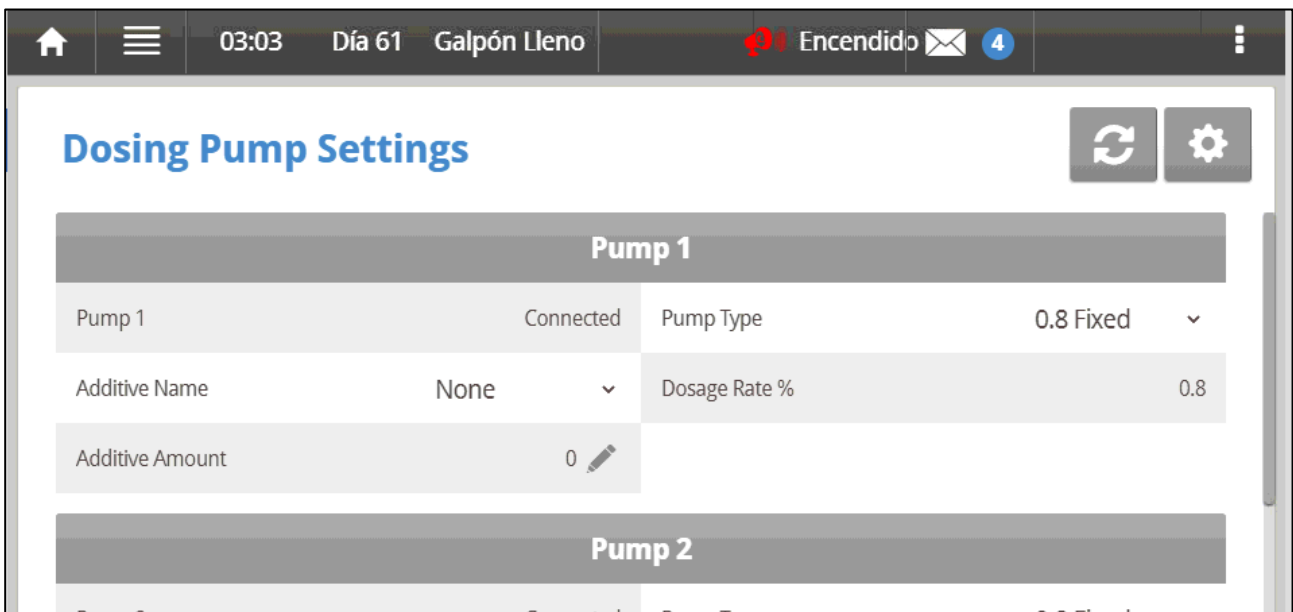 03:03 Día 61 Galpón Lleno Encendido 4
Dosing Pump Settings
Pump 1
Pump 1 Connected Pump Type 0.8 Fixed
Additive Name None Dosage Rate % 0.8
Additive Amount 0
Pump 2